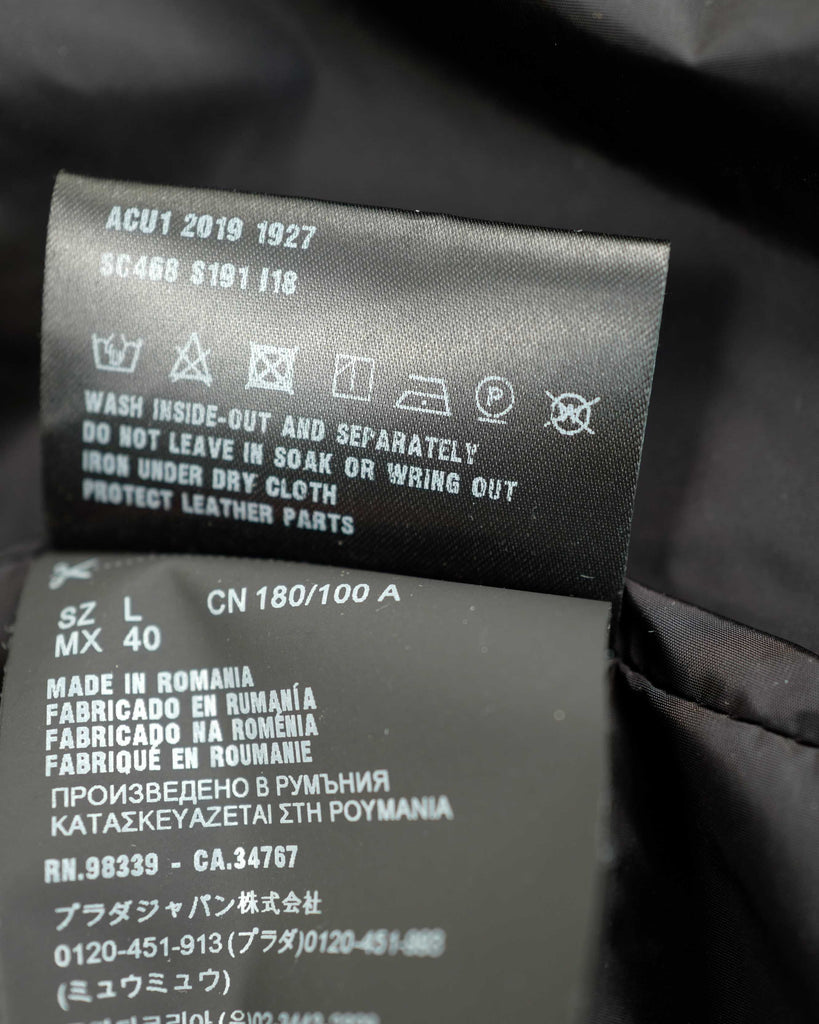 ACU1 2019 1927
SC468 S191 I18
P
WASH INSIDE-OUT AND SEPARATELY
DO NOT LEAVE IN SOAK OR WRING OUT
IRON UNDER DRY CLOTH
PROTECT LEATHER PARTS
SZ L CN 180/100 A
MX 40
MADE IN ROMANIA
FABRICADO EN RUMANÍA
FABRICADO NA ROMÉNIA
FABRIQUÉ EN ROUMANIE
ПРОИЗВЕДЕНО В РУМЪНИЯ
ΚΑΤΑΣΚΕΥΑΖΕΤΑΙ ΣΤΗ ΡΟΥΜΑΝΙΑ
RN.98339 - CA.34767
プラダジャパン株式会社
0120-451-913(プラダ)
(ミュウミュウ)